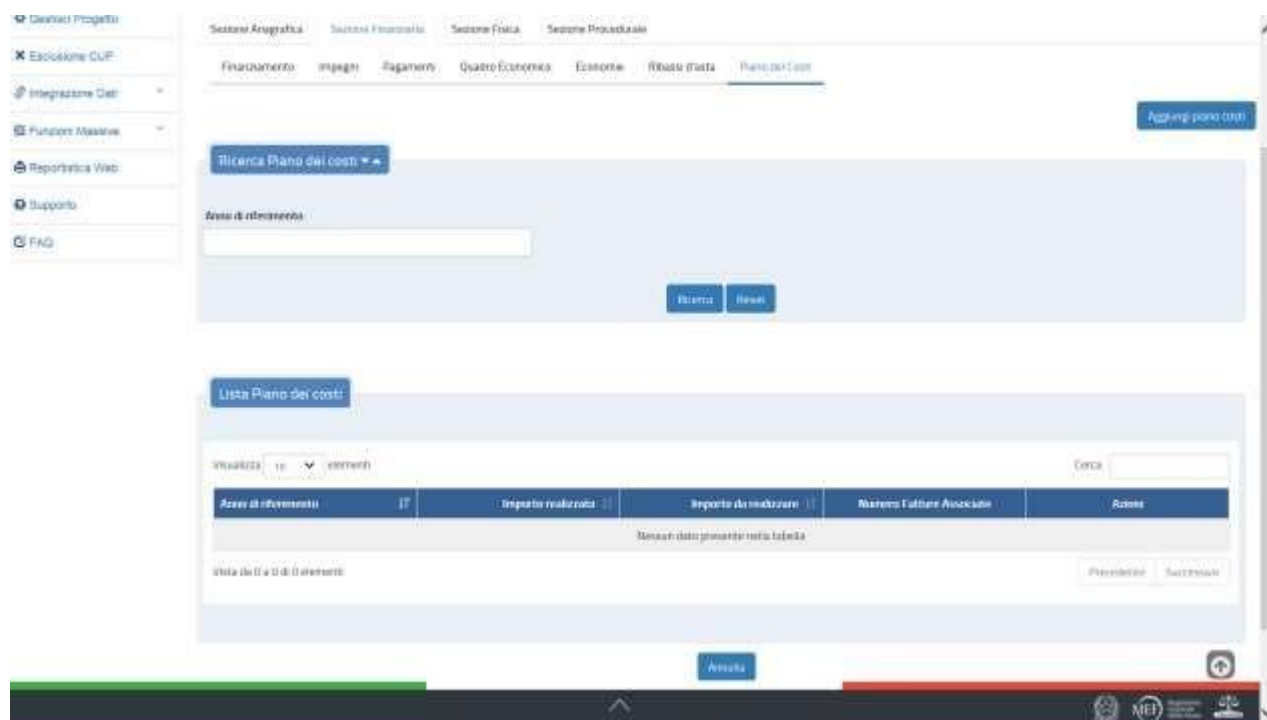 Gestisci Progetto
Esclusione CUP
Integrazione Dati
Funzioni Massive
Reportistica Web
Supporto
FAQ
Sezione Anagrafica Sezione Finanziaria Sezione Fisica Sezione Procedurale
Finanziamento Impegni Pagamenti Quadro Economico Economie Ribassi d'asta Piano dei Costi
Aggiungi piano costi
Ricerca Piano dei costi
Anno di riferimento
Ricerca Reset
Lista Piano dei costi
Visualizza 10 elementi Cerca
Anno di riferimento Importo realizzato Importo da realizzare Numero Fatture Associate Azioni
Nessun dato presente nella tabella
Vista da 0 a 0 di 0 elementi Precedente Successivo
Annulla
MEF